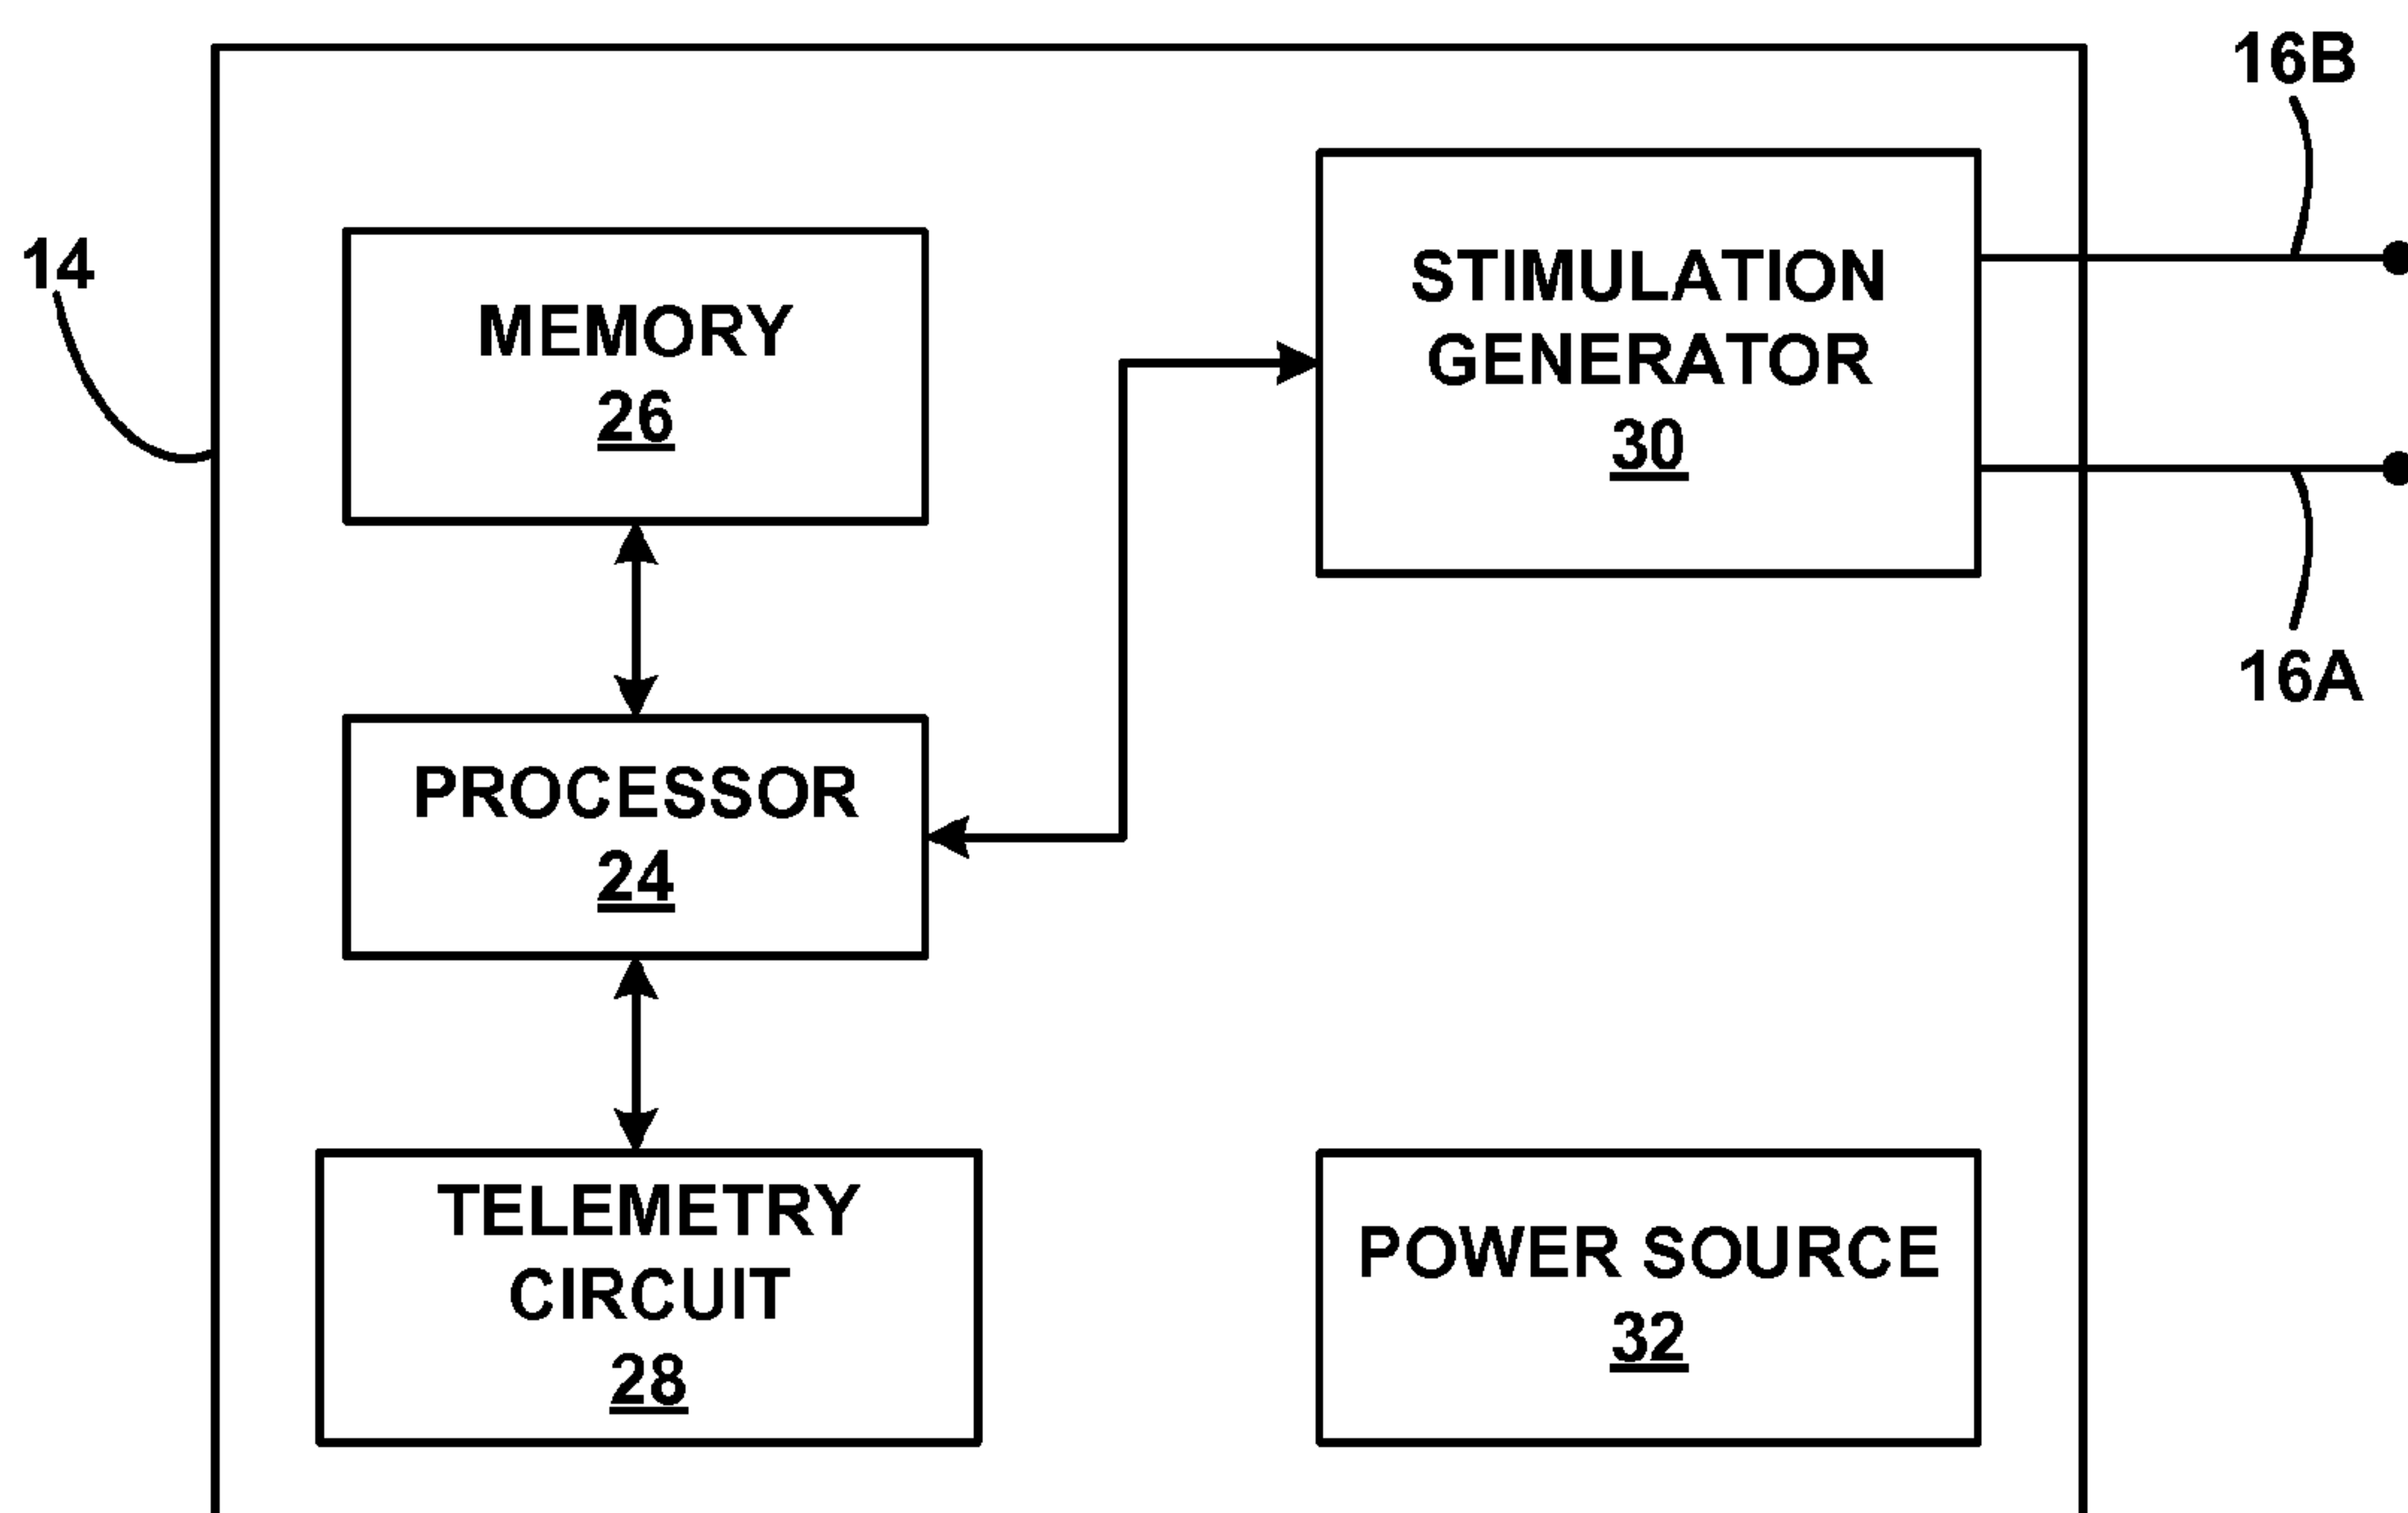 16B
14
MEMORY
26
STIMULATION
GENERATOR
30
16A
PROCESSOR
24
TELEMETRY
CIRCUIT
28
POWER SOURCE
32